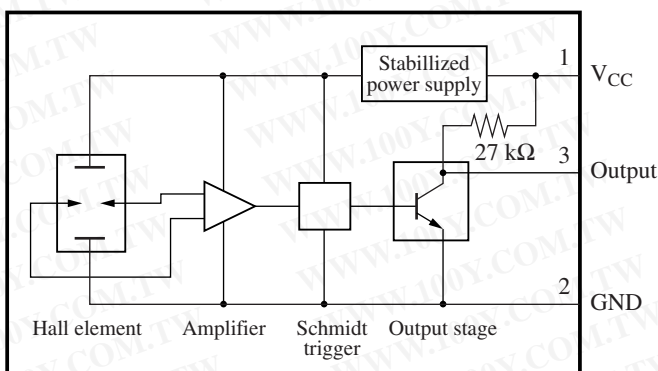 Stabillized
power supply
1
VCC
27 kΩ
3
Output
2
GND
Hall element
Amplifier
Schmidt
trigger
Output stage
WWW.100Y.COM.TW